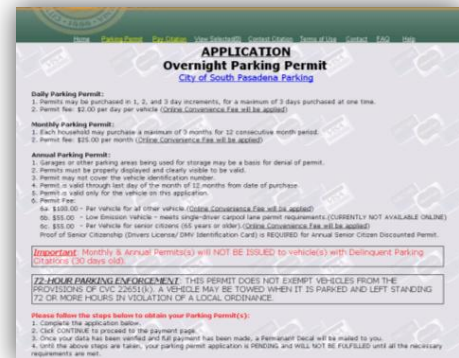 Home Parking Permit Pay Citation View Selected(0) Contest Citation Terms of Use Contact FAQ Help
APPLICATION
Overnight Parking Permit
City of South Pasadena Parking
Daily Parking Permit:
1. Permits may be purchased in 1, 2, and 3 day increments, for a maximum of 3 days purchased at one time.
2. Permit fee: $2.00 per day per vehicle (Online Convenience Fee will be applied)
Monthly Parking Permit:
1. Each household may purchase a maximum of 3 months for 12 consecutive month period.
2. Permit fee: $25.00 per month (Online Convenience Fee will be applied)
Annual Parking Permit:
1. Garages or other parking areas being used for storage may be a basis for denial of permit.
2. Permits must be properly displayed and clearly visible to be valid.
3. Permit may not cover the vehicle identification number.
4. Permit is valid through last day of the month of 12 months from date of purchase.
5. Permit is valid only for the vehicle on this application.
6. Permit Fee:
6a. $100.00 - Per Vehicle for all other vehicle.(Online Convenience Fee will be applied)
6b. $55.00 - Low Emission Vehicle - meets single-driver carpool lane permit requirements.(CURRENTLY NOT AVAILABLE ONLINE)
6c. $55.00 - Per vehicle for senior citizens (65 years or older).(Online Convenience Fee will be applied)
Proof of Senior Citizenship (Drivers License/ DMV Identification Card) is REQUIRED for Annual Senior Citizen Discounted Permit.
Important: Monthly & Annual Permits(s) will NOT BE ISSUED to vehicle(s) with Delinquent Parking
Citations (30 days old).
72-HOUR PARKING ENFORCEMENT: THIS PERMIT DOES NOT EXEMPT VEHICLES FROM THE
PROVISIONS OF CVC 22651(k). A VEHICLE MAY BE TOWED WHEN IT IS PARKED AND LEFT STANDING
72 OR MORE HOURS IN VIOLATION OF A LOCAL ORDINANCE.
Please follow the steps below to obtain your Parking Permit(s):
1. Complete the application below.
2. Click CONTINUE to proceed to the payment page.
3. Once your data has been verified and full payment has been made, a Permanent Decal will be mailed to you.
4. Until the above steps are taken, your parking permit application is PENDING and WILL NOT BE FULFILLED until all the necessary
requirements are met.